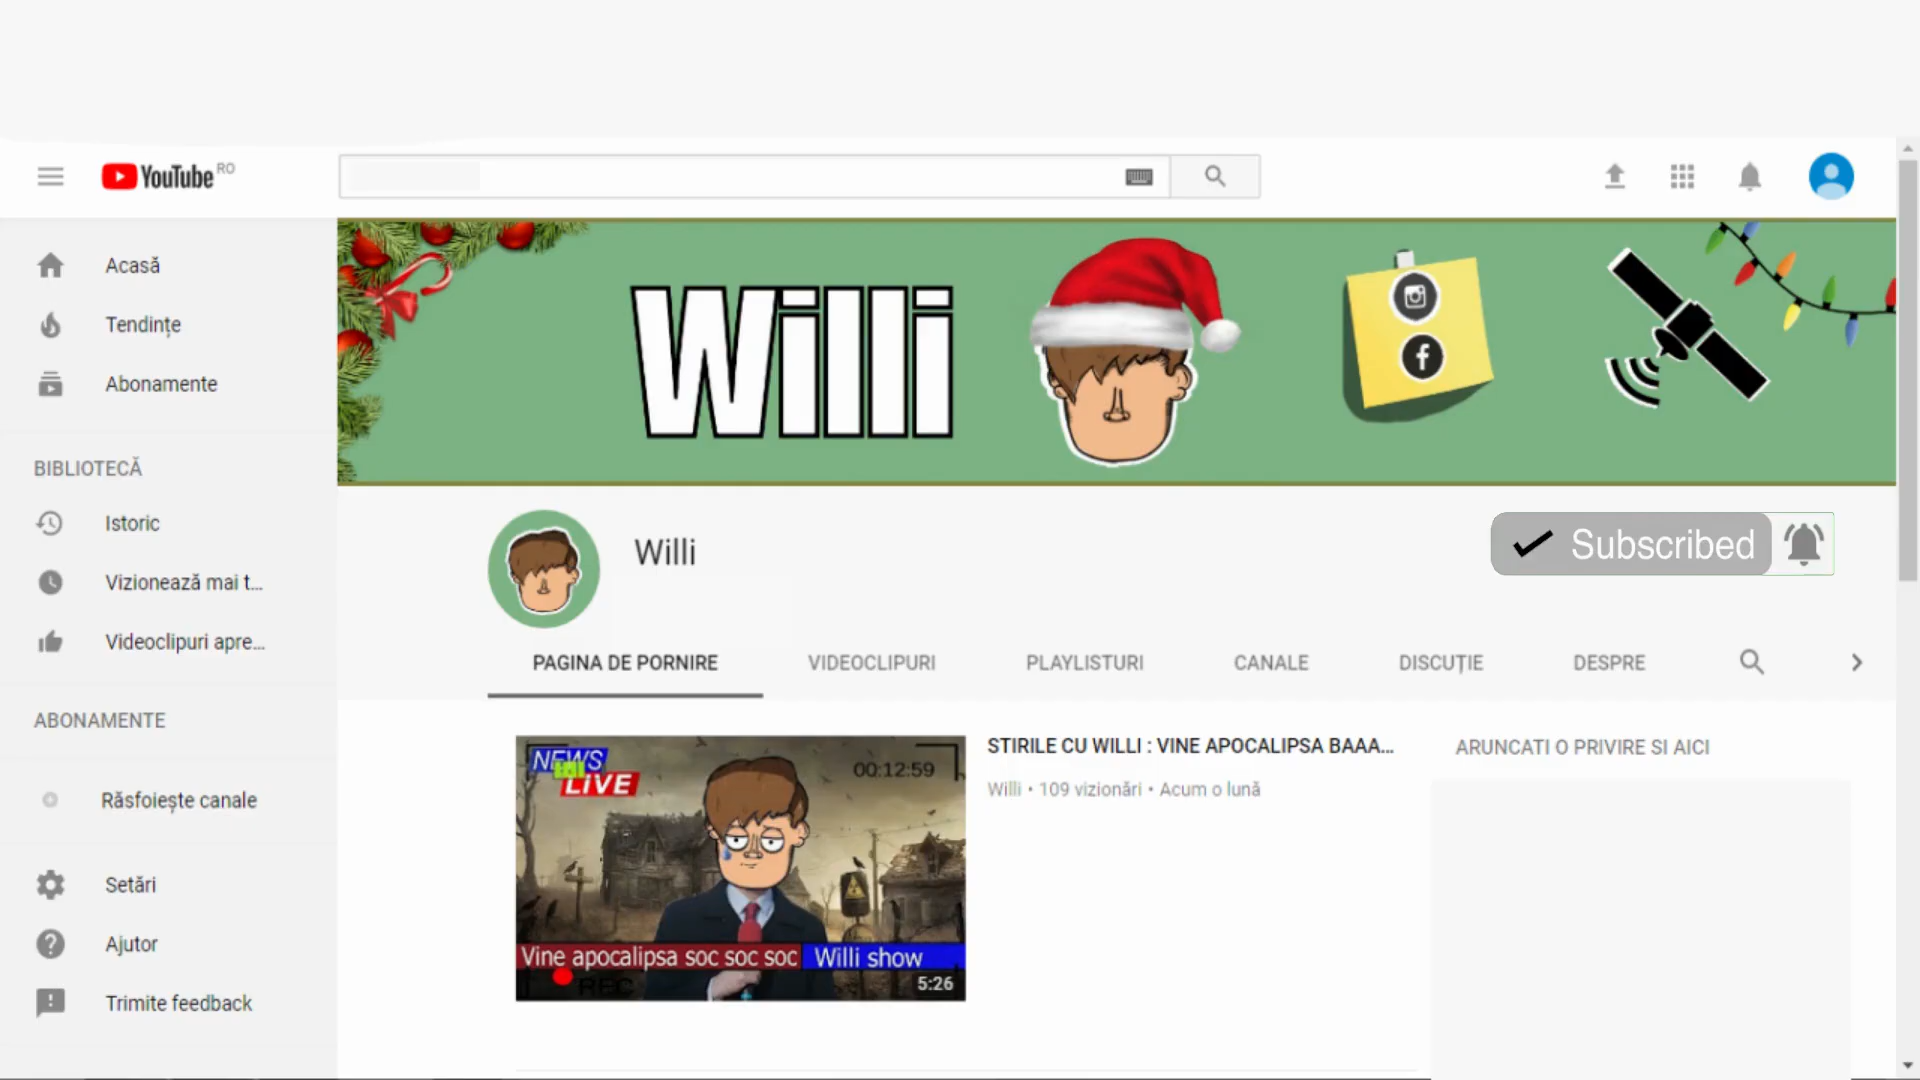 YouTube RO
Acasă
Tendințe
Abonamente
BIBLIOTECĂ
Istoric
Vizionează mai t...
Videoclipuri apre...
ABONAMENTE
Răsfoiește canale
Setări
Ajutor
Trimite feedback
Willi
Willi
Subscribed
PAGINA DE PORNIRE
VIDEOCLIPURI
PLAYLISTURI
CANALE
DISCUȚIE
DESPRE
NEWS
LIVE
00:12:59
Vine apocalipsa soc soc soc
Willi show
REC
5:26
STIRILE CU WILLI : VINE APOCALIPSA BAAA...
Willi • 109 vizionări • Acum o lună
ARUNCATI O PRIVIRE SI AICI